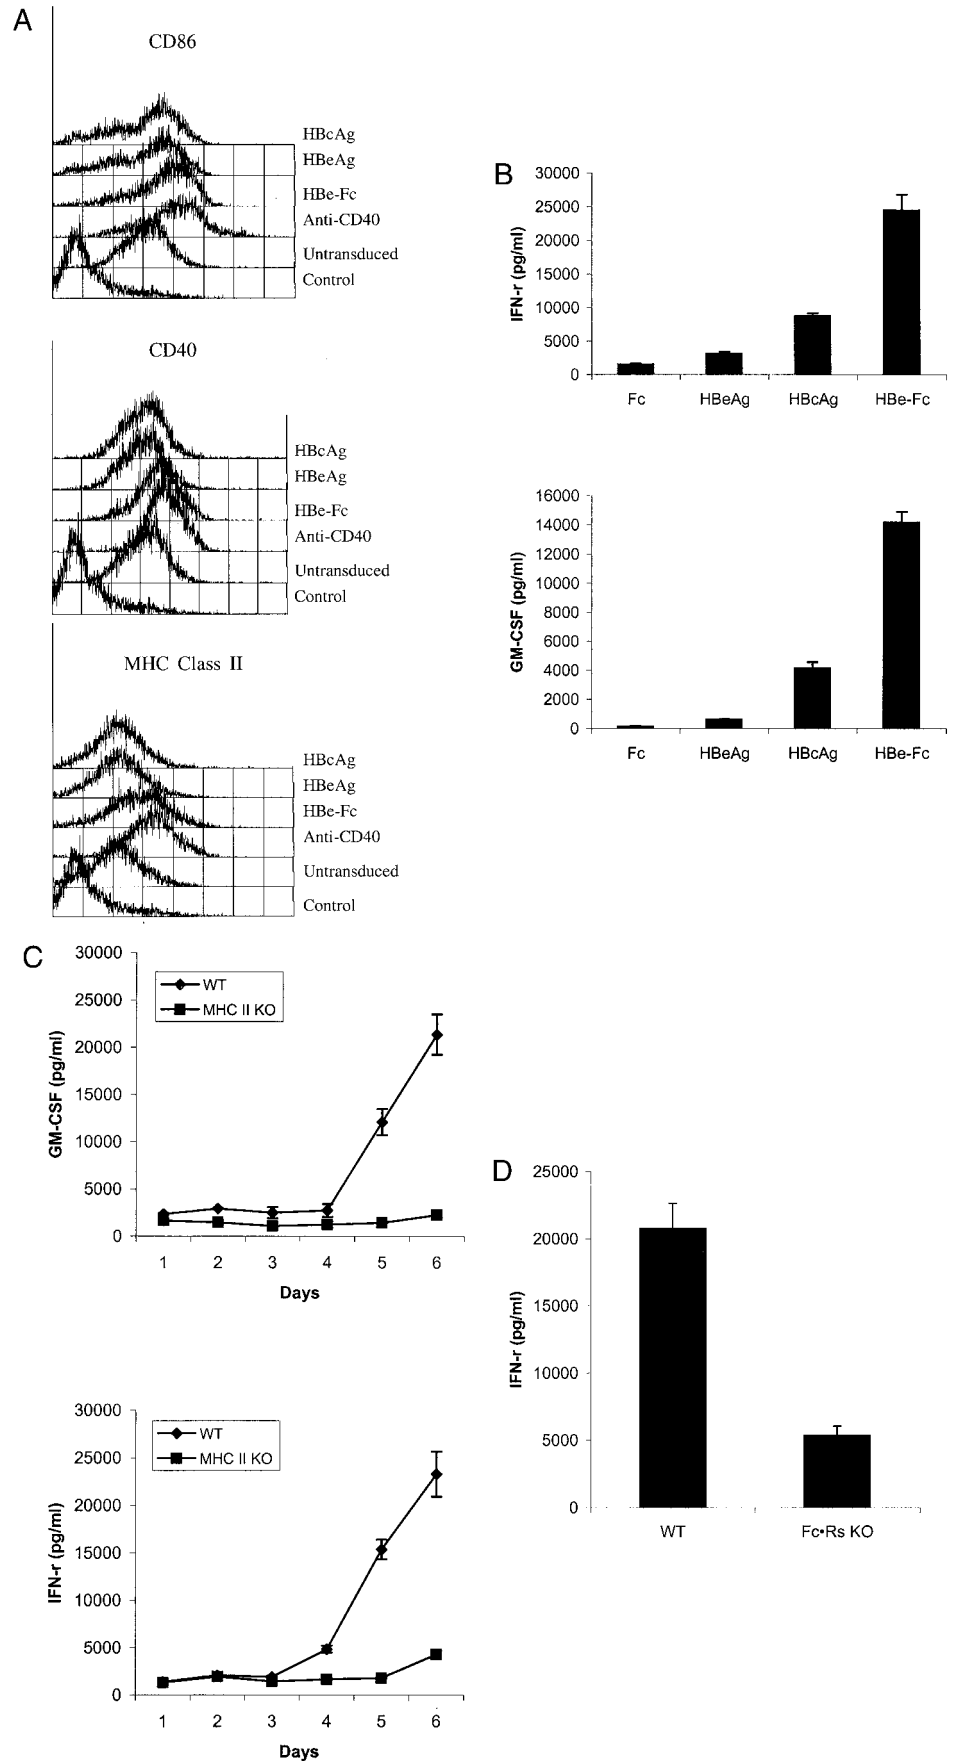 A
CD86
HBcAg
HBeAg
HBe-Fc
Anti-CD40
Untransduced
Control
CD40
HBcAg
HBeAg
HBe-Fc
Anti-CD40
Untransduced
Control
MHC Class II
HBcAg
HBeAg
HBe-Fc
Anti-CD40
Untransduced
Control
B
IFN-r (pg/ml)
30000
25000
20000
15000
10000
5000
0
Fc HBeAg HBcAg HBe-Fc
GM-CSF (pg/ml)
16000
14000
12000
10000
8000
6000
4000
2000
0
Fc HBeAg HBcAg HBe-Fc
C
GM-CSF (pg/ml)
30000
25000
20000
15000
10000
5000
0
WT
MHC II KO
1 2 3 4 5 6
Days
IFN-r (pg/ml)
30000
25000
20000
15000
10000
5000
0
WT
MHC II KO
1 2 3 4 5 6
Days
D
IFN-r (pg/ml)
25000
20000
15000
10000
5000
0
WT Fc•Rs KO